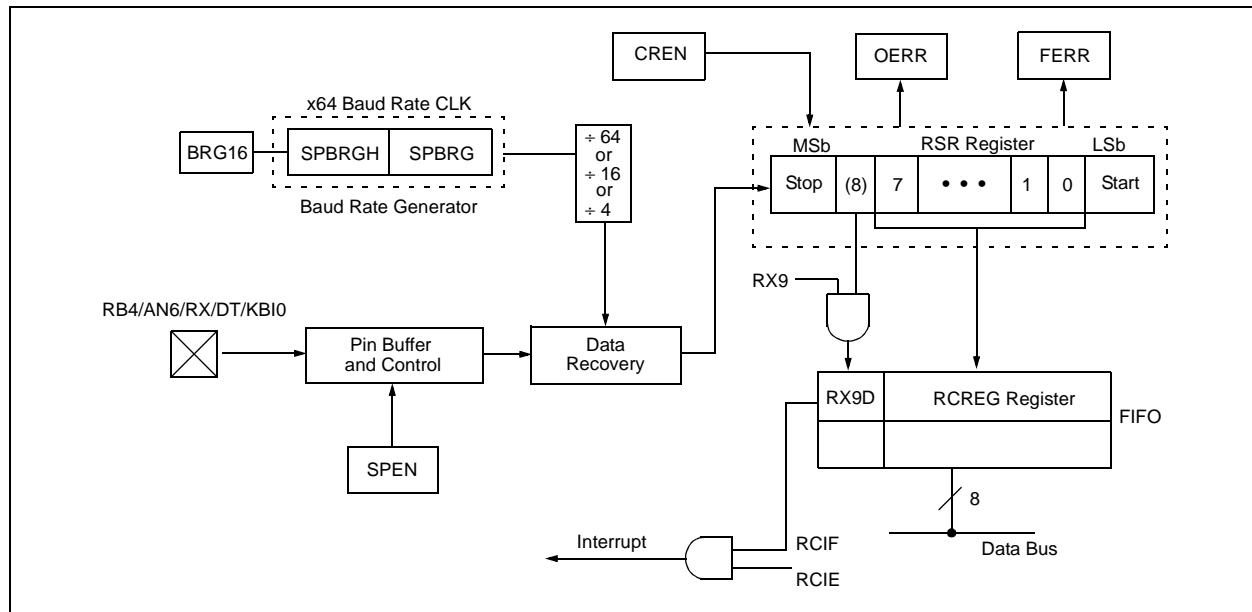 CREN
OERR
FERR
x64 Baud Rate CLK
BRG16
SPBRGH
SPBRG
Baud Rate Generator
÷ 64
or
÷ 16
or
÷ 4
MSb
RSR Register
LSb
Stop
(8)
7
• • •
1
0
Start
RX9
RB4/AN6/RX/DT/KBI0
Pin Buffer
and Control
Data
Recovery
SPEN
RX9D
RCREG Register
FIFO
8
Data Bus
Interrupt
RCIF
RCIE